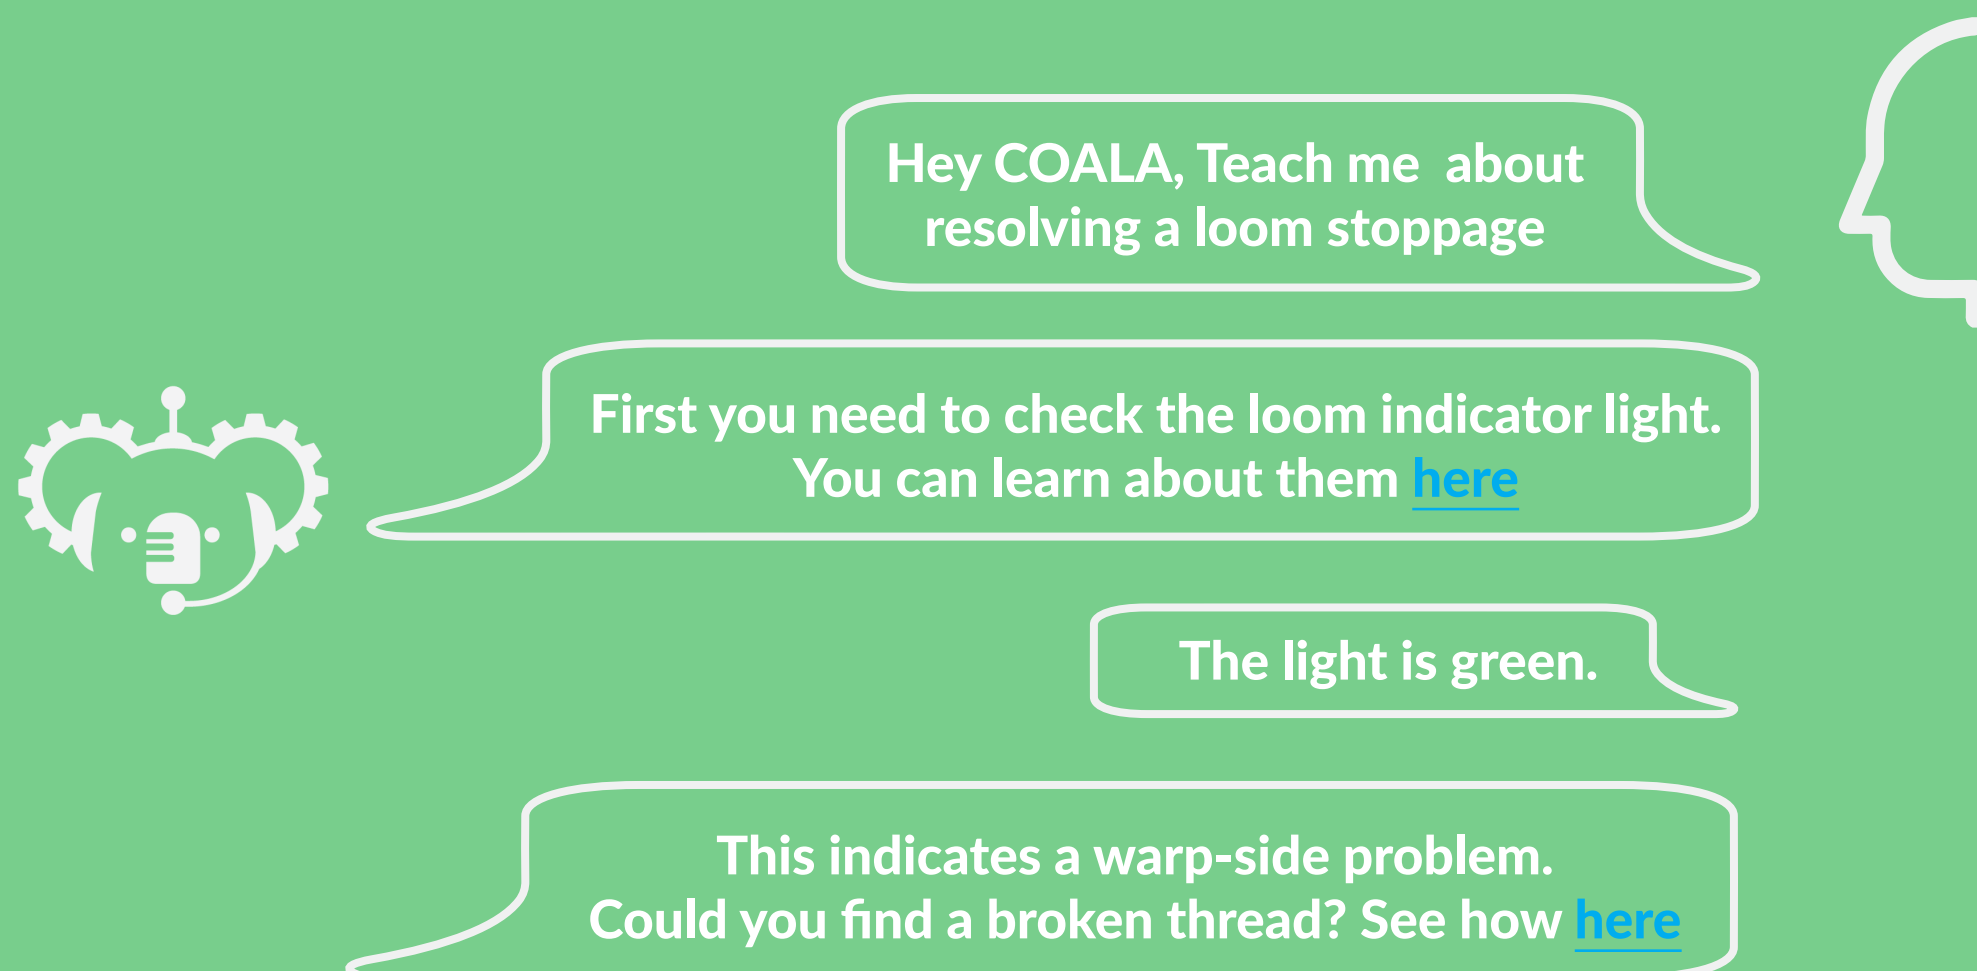 Hey COALA, Teach me  about
resolving a loom stoppage
First you need to check the loom indicator light.
You can learn about them here
The light is green.
This indicates a warp-side problem.
Could you find a broken thread? See how here